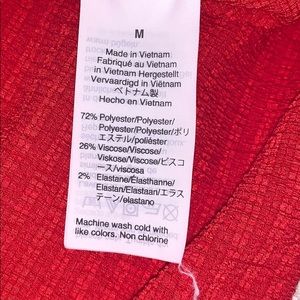 M
Made in Vietnam
Fabriqué au Vietnam
in Vietnam Hergestellt
Vervaardigd in Viëtnam
ベトナム製
Hecho en Vietnam
72% Polyester/Polyester/
Polyester/Polyester/ポリ
エステル/poliéster
26% Viscose/Viscose/
Viskose/Viscose/ビスコ
ース/viscosa
2% Elastane/Élasthanne/
Elastan/Elastaan/エラス
テーン/elastano
Machine wash cold with
like colors. Non chlorine